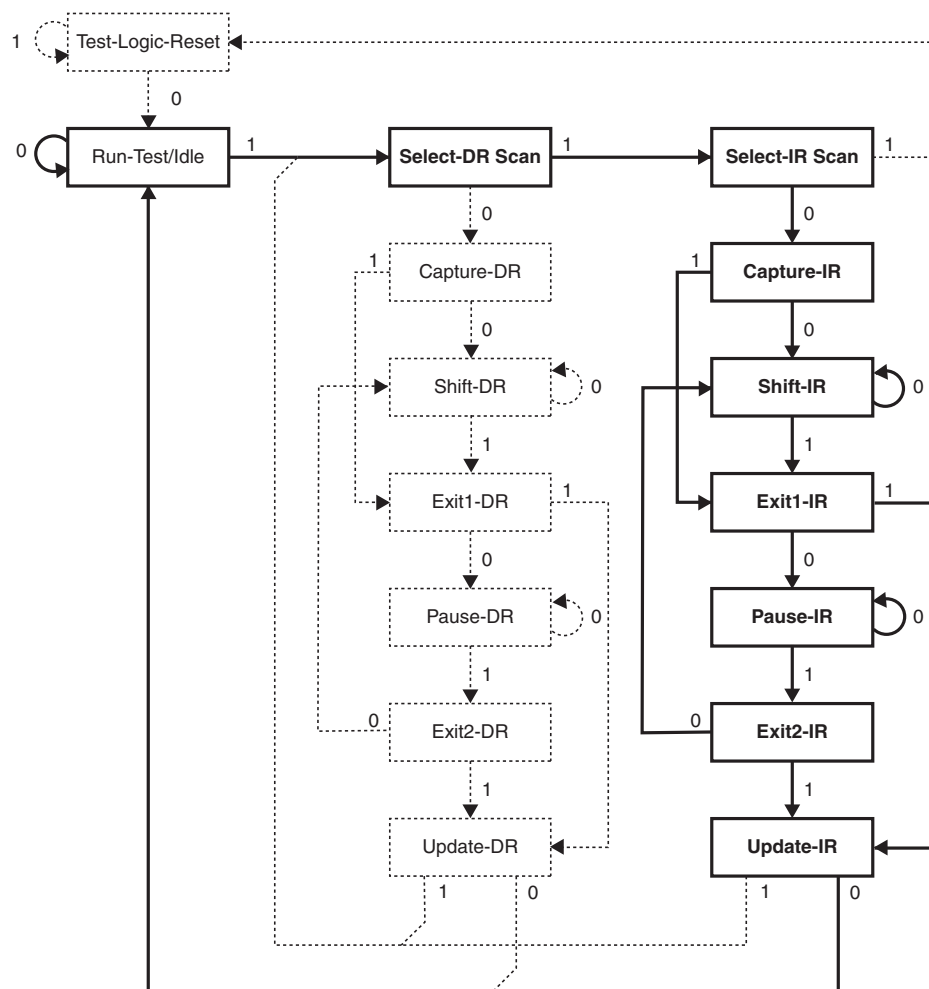 1 Test-Logic-Reset
0
0 Run-Test/Idle 1 Select-DR Scan 1 Select-IR Scan 1
0 0
1 Capture-DR 1 Capture-IR
0 0
Shift-DR 0 Shift-IR 0
1 1
Exit1-DR 1 Exit1-IR 1
0 0
Pause-DR 0 Pause-IR 0
1 1
0 Exit2-DR 0 Exit2-IR
1 1
Update-DR Update-IR
1 0 1 0